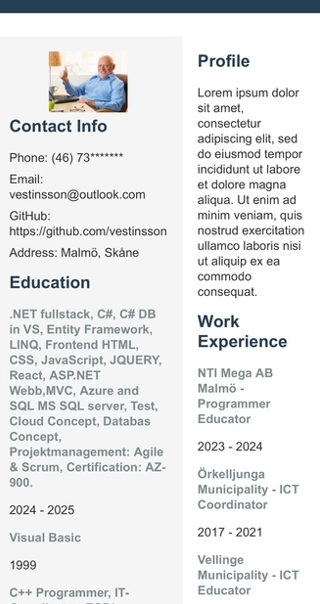 Contact Info
Phone: (46) 73*******
Email:
vestinsson@outlook.com
GitHub:
https://github.com/vestinsson
Address: Malmö, Skåne
Education
.NET fullstack, C#, C# DB
in VS, Entity Framework,
LINQ, Frontend HTML,
CSS, JavaScript, JQUERY,
React, ASP.NET
Webb,MVC, Azure and
SQL MS SQL server, Test,
Cloud Concept, Databas
Concept,
Projektmanagement: Agile
& Scrum, Certification: AZ-
900.
2024 - 2025
Visual Basic
1999
C++ Programmer, IT-
Profile
Lorem ipsum dolor
sit amet,
consectetur
adipiscing elit, sed
do eiusmod tempor
incididunt ut labore
et dolore magna
aliqua. Ut enim ad
minim veniam, quis
nostrud exercitation
ullamco laboris nisi
ut aliquip ex ea
commodo
consequat.
Work
Experience
NTI Mega AB
Malmö -
Programmer
Educator
2023 - 2024
Örkelljunga
Municipality - ICT
Coordinator
2017 - 2021
Vellinge
Municipality - ICT
Educator